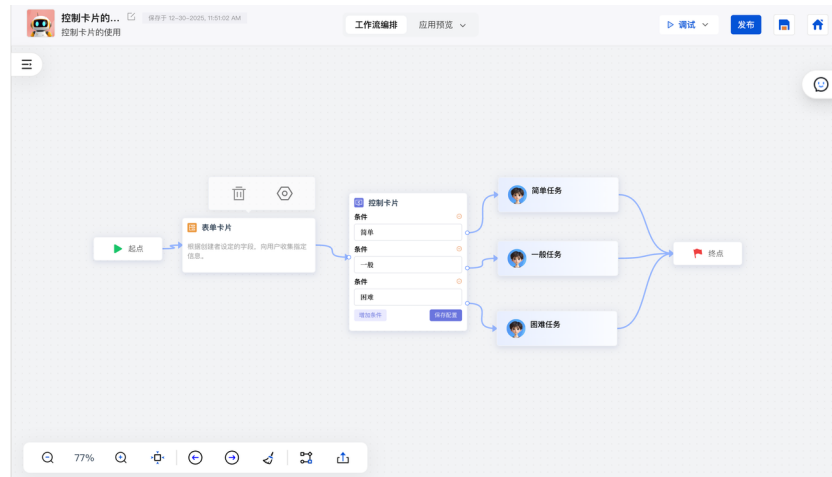 控制卡片的...
保存于 12-30-2025, 11:51:02 AM
控制卡片的使用
工作流编排
应用预览
调试
发布
起点
表单卡片
根据创建者设定的字段，向用户收集指定
信息。
控制卡片
条件
简单
条件
一般
条件
困难
增加条件
保存配置
简单任务
一般任务
困难任务
终点
77%